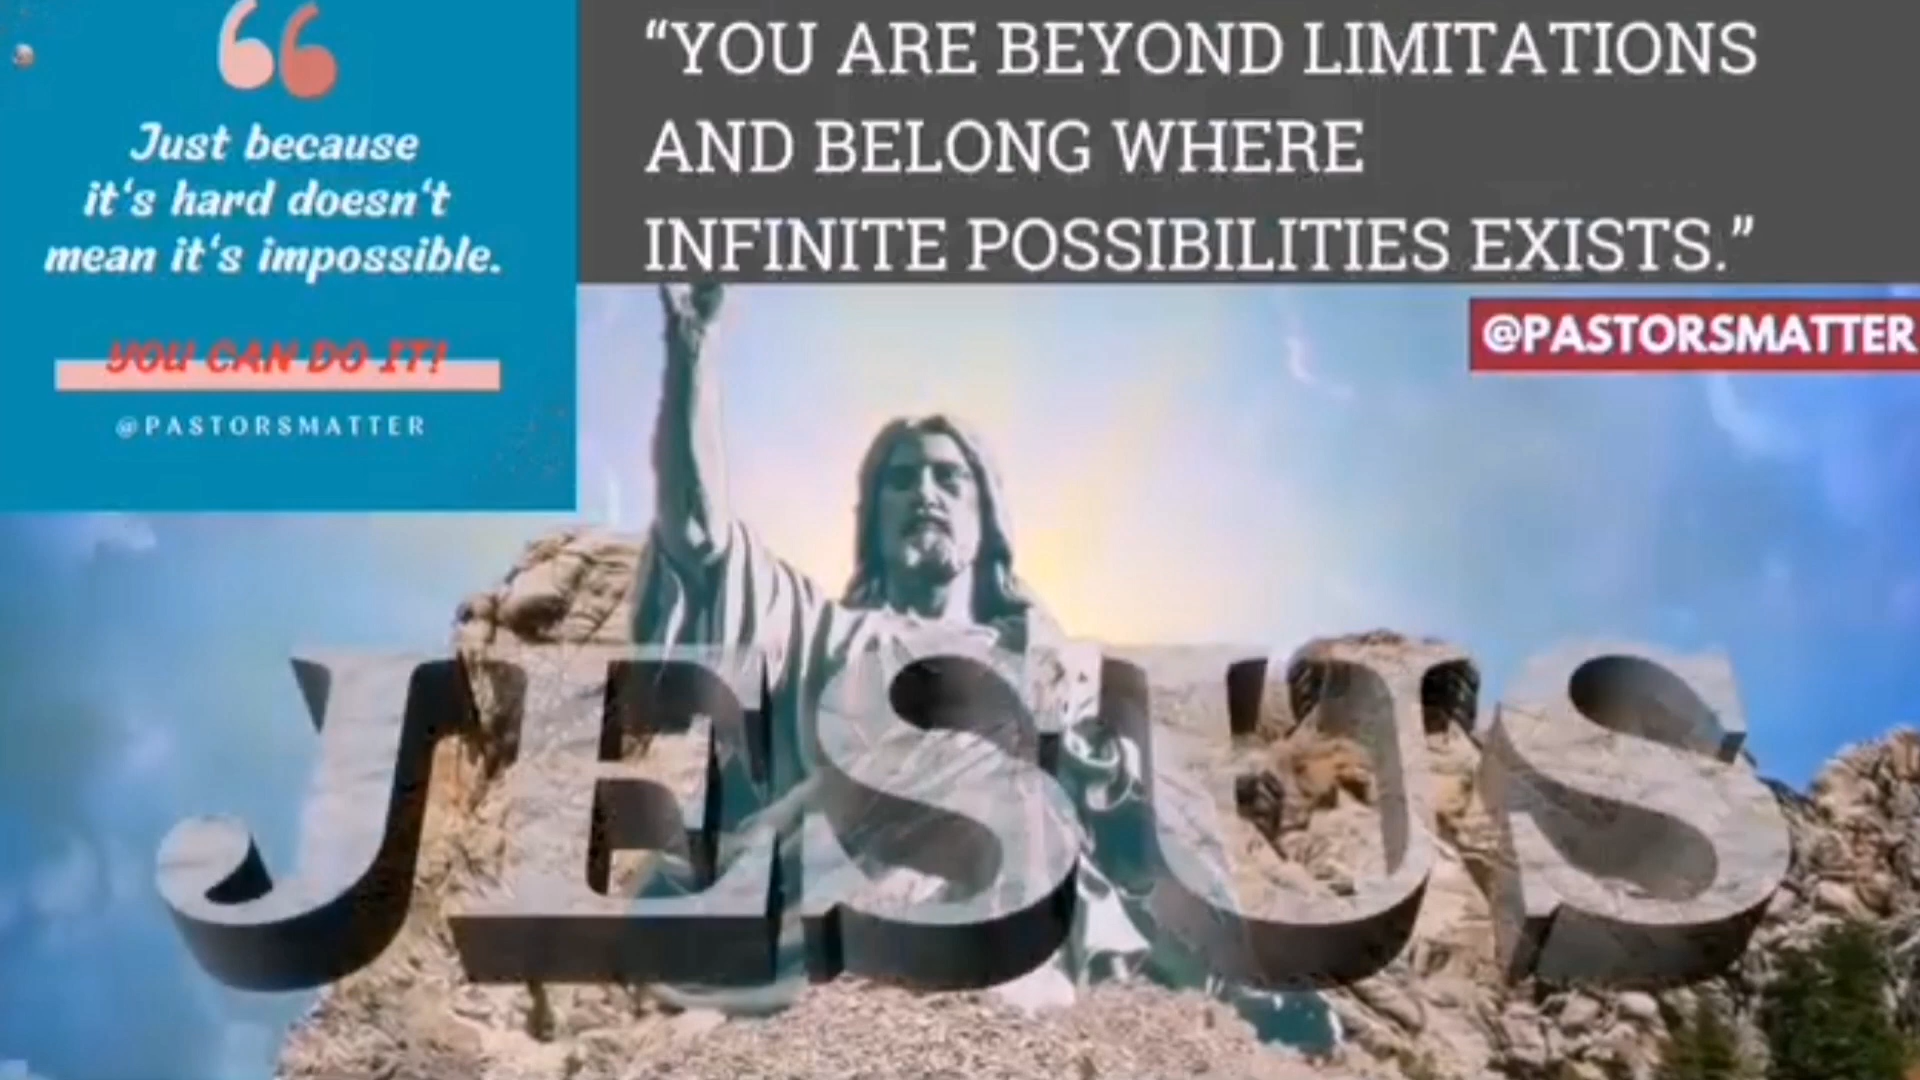 Just because
it's hard doesn't
mean it's impossible.
YOU CAN DO IT!
@PASTORSMATTER
“YOU ARE BEYOND LIMITATIONS
AND BELONG WHERE
INFINITE POSSIBILITIES EXISTS.”
@PASTORSMATTER
JESUS